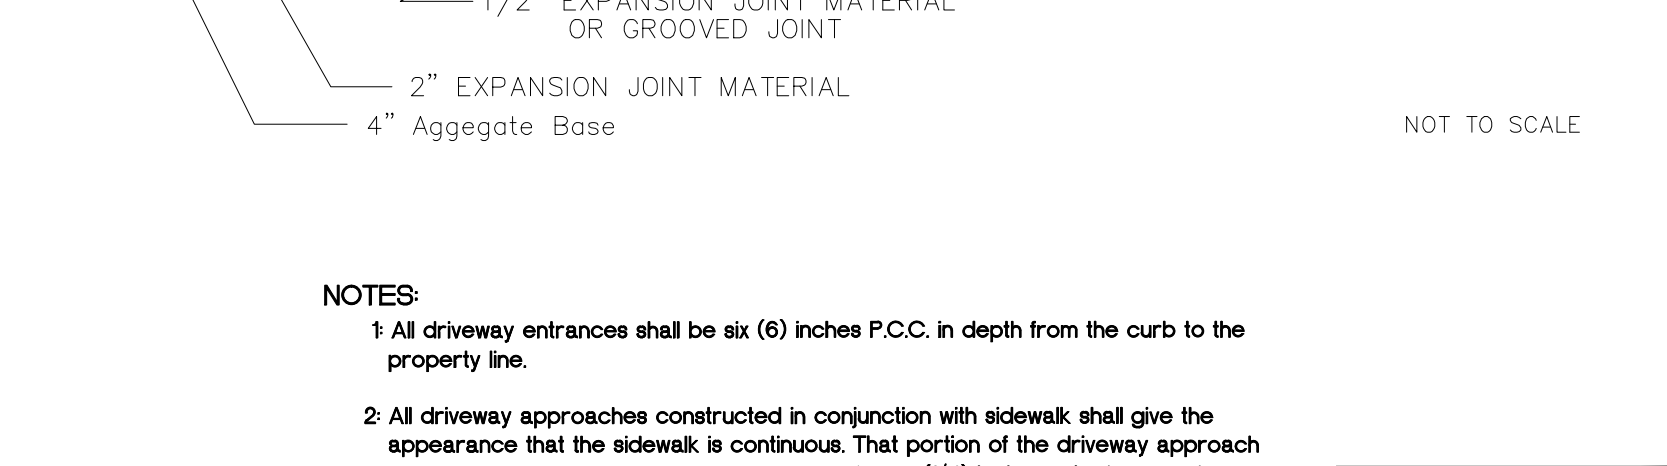 1/2" EXPANSION JOINT MATERIAL
OR GROOVED JOINT
2" EXPANSION JOINT MATERIAL
4" Aggegate Base
NOT TO SCALE
NOTES:
1: All driveway entrances shall be six (6) inches P.C.C. in depth from the curb to the
property line.
2: All driveway approaches constructed in conjunction with sidewalk shall give the
appearance that the sidewalk is continuous. That portion of the driveway approach